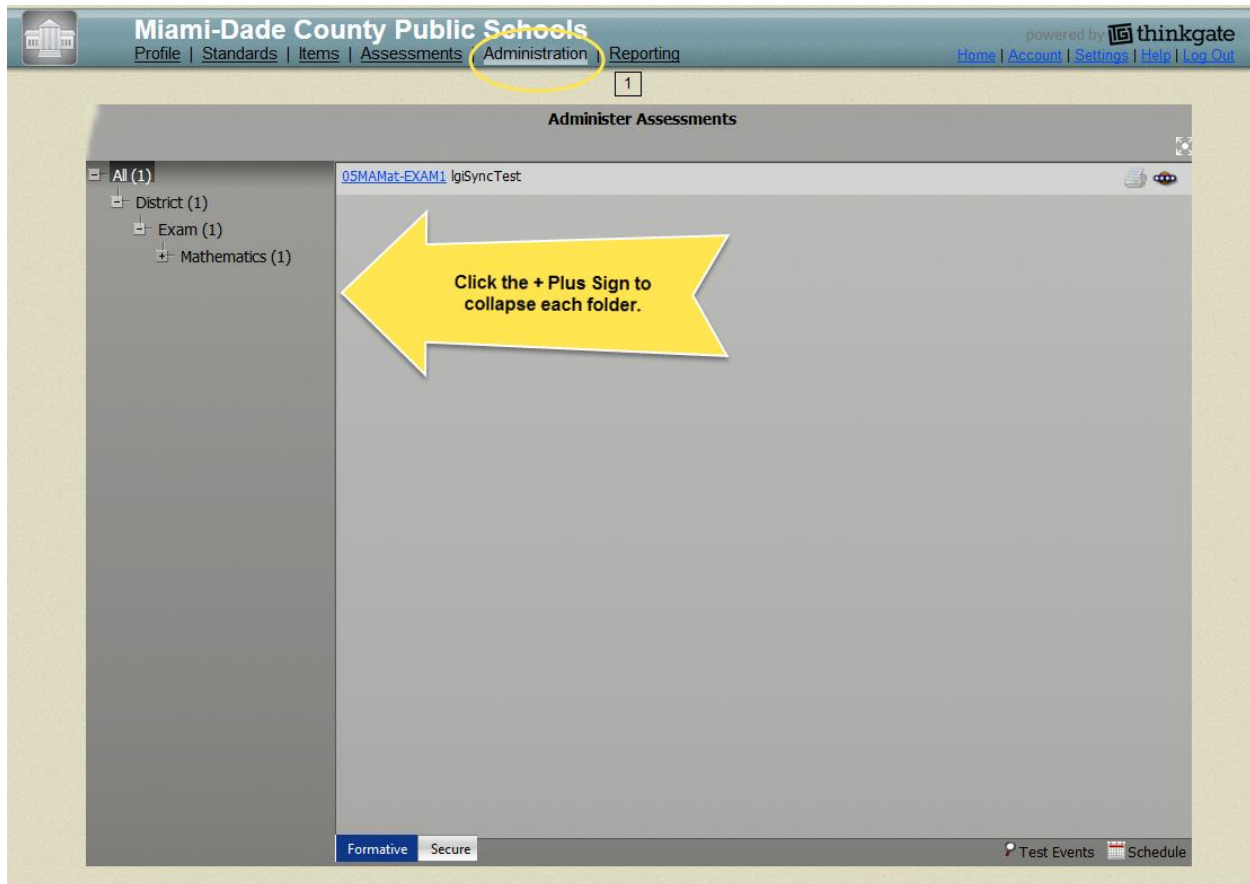 Miami-Dade County Public Schools
powered by thinkgate
Profile | Standards | Items | Assessments | Administration | Reporting
Home | Account | Settings | Help | Log Out
1
Administer Assessments
All (1)
05MAMat-EXAM1 lgiSyncTest
District (1)
Exam (1)
Mathematics (1)
Click the + Plus Sign to
collapse each folder.
Formative Secure
Test Events Schedule